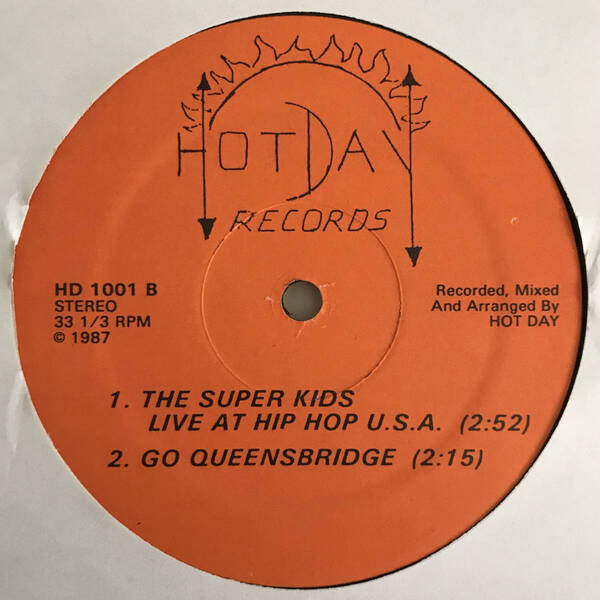 HOT DAY
RECORDS
HD 1001 B
STEREO
33 1/3 RPM
© 1987
Recorded, Mixed
And Arranged By
HOT DAY
1. THE SUPER KIDS
LIVE AT HIP HOP U.S.A. (2:52)
2. GO QUEENSBRIDGE (2:15)